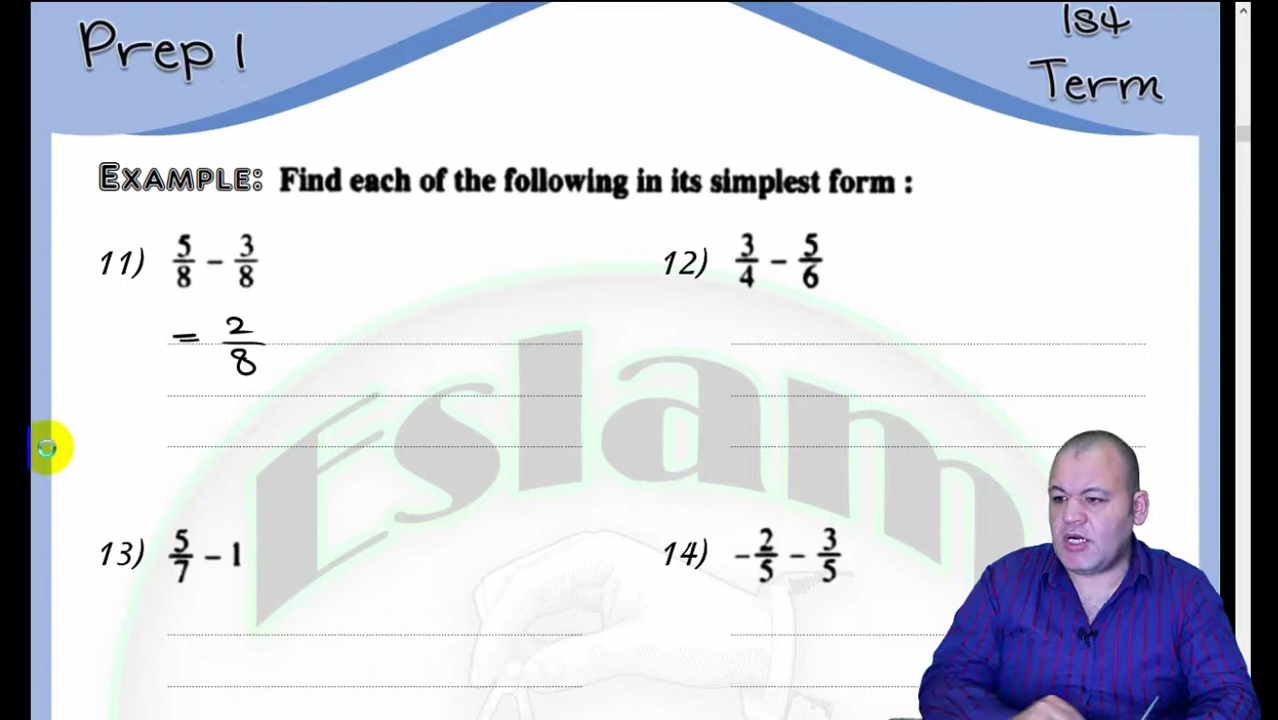 Prep 1
1st
Term
EXAMPLE: Find each of the following in its simplest form :
11) 5/8 - 3/8
= 2/8
12) 3/4 - 5/6
13) 5/7 - 1
14) -2/5 - 3/5
Eslam